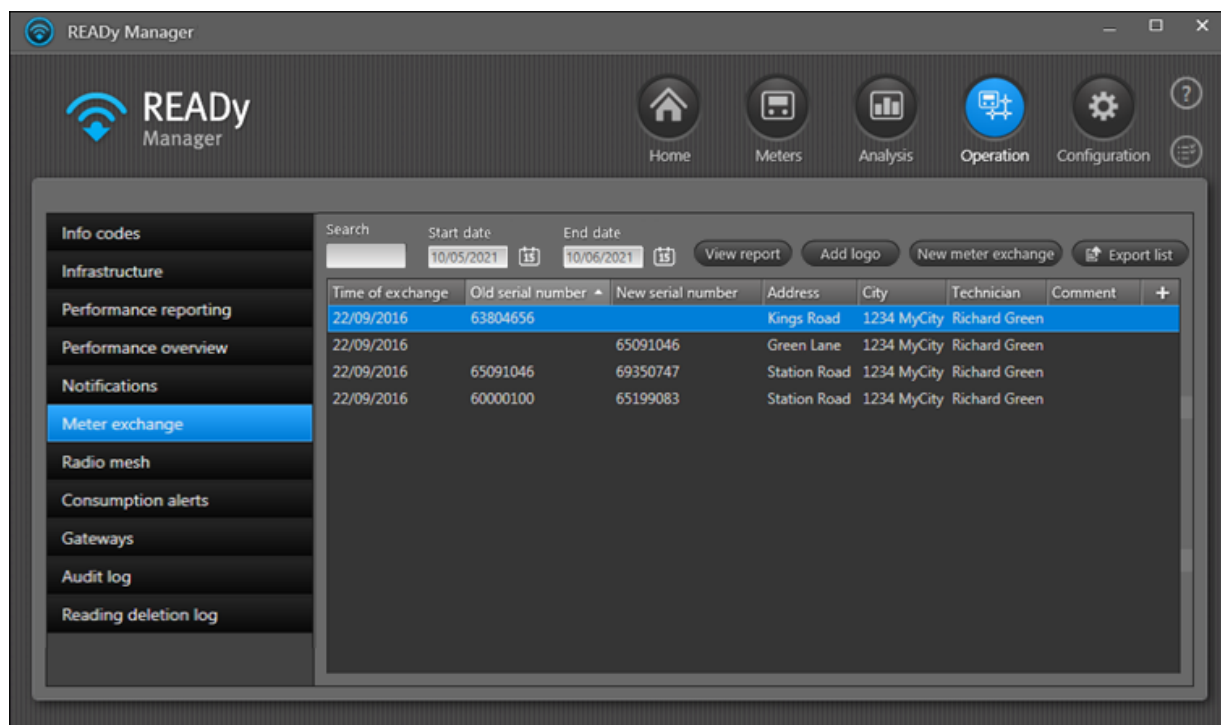 READy Manager
READy
Manager
Home Meters Analysis Operation Configuration
?
Info codes
Infrastructure
Performance reporting
Performance overview
Notifications
Meter exchange
Radio mesh
Consumption alerts
Gateways
Audit log
Reading deletion log
Search Start date End date
10/05/2021 15 10/06/2021 15 View report Add logo New meter exchange Export list
Time of exchange Old serial number New serial number Address City Technician Comment +
22/09/2016 63804656 Kings Road 1234 MyCity Richard Green
22/09/2016 65091046 Green Lane 1234 MyCity Richard Green
22/09/2016 65091046 69350747 Station Road 1234 MyCity Richard Green
22/09/2016 60000100 65199083 Station Road 1234 MyCity Richard Green